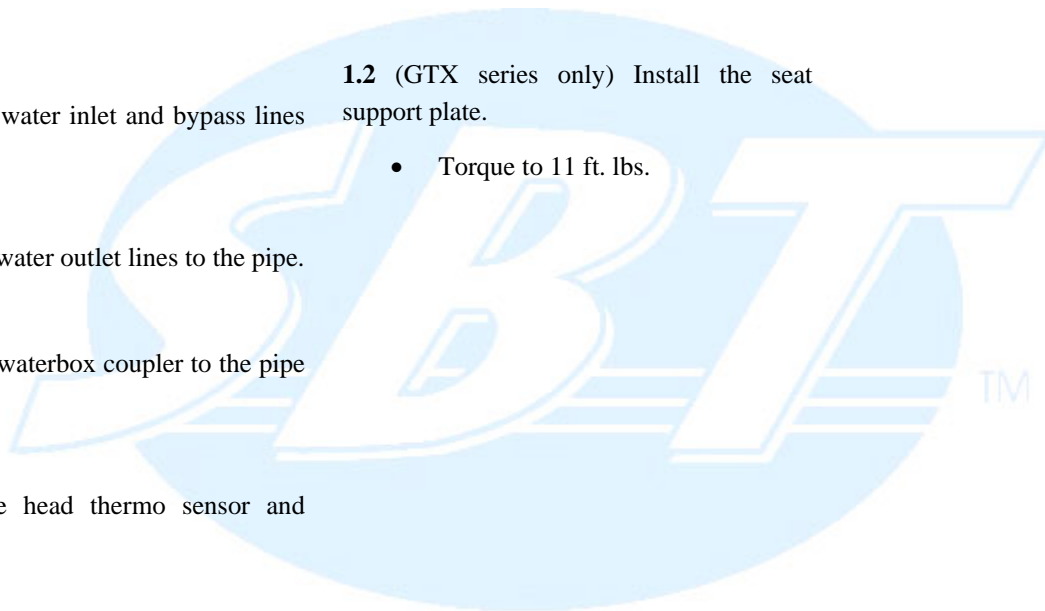 water inlet and bypass lines
water outlet lines to the pipe.
waterbox coupler to the pipe
head thermo sensor and
1.2 (GTX series only) Install the seat
support plate.
• Torque to 11 ft. lbs.
SBT
TM